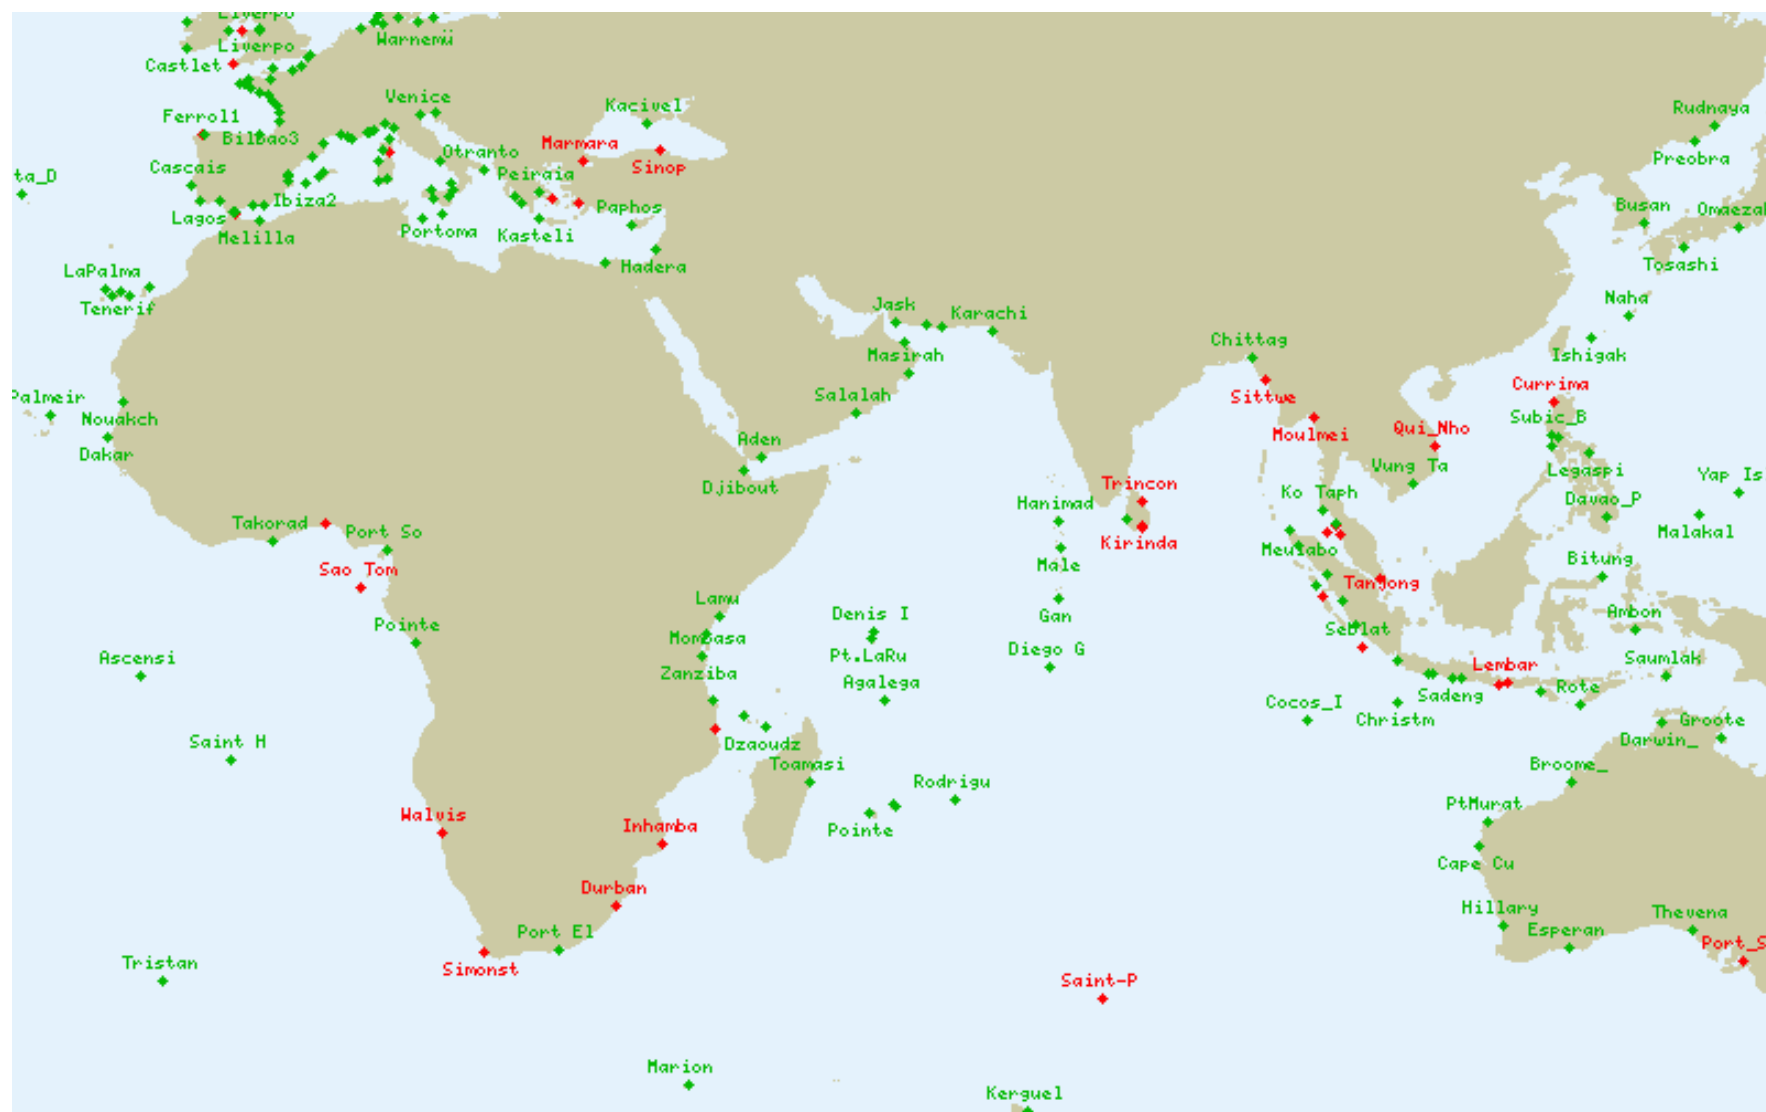 Liverpo
Warnemü
Liverpo
Castlet
Venice
Kacivel
Rudnaya
Ferrol1
Bilbao3
Marmara
Otranto
Sinop
Preobra
Cascais
Peiraia
ta_D
Ibiza2
Paphos
Busan
Omaezak
Lagos
Melilla
Portoma
Kasteli
Hadera
Tosashi
LaPalma
Tenerif
Jask
Karachi
Naha
Chittag
Masirah
Ishigak
Currima
Palmeir
Salalah
Sittwe
Nouakch
Subic_B
Dakar
Aden
Moulmei
Qui_Nho
Vung Ta
Legaspi
Djibout
Trincon
Ko Taph
Yap Is
Hanimad
Davao_P
Takorad
Port So
Kirinda
Malakal
Meulabo
Sao Tom
Male
Bitung
Tanjong
Lamu
Denis I
Gan
Ambon
Pointe
Mombasa
Seblat
Ascensi
Pt.LaRu
Diego G
Saumlak
Zanziba
Agalega
Lembar
Sadeng
Rote
Cocos_I
Christm
Groote
Saint H
Dzaoudz
Darwin_
Toamasi
Broome_
Rodrigu
PtMurat
Walvis
Inhamba
Pointe
Cape Cu
Durban
Hillary
Thevena
Port El
Esperan
Port_S
Tristan
Simonst
Saint-P
Marion
Kerguel